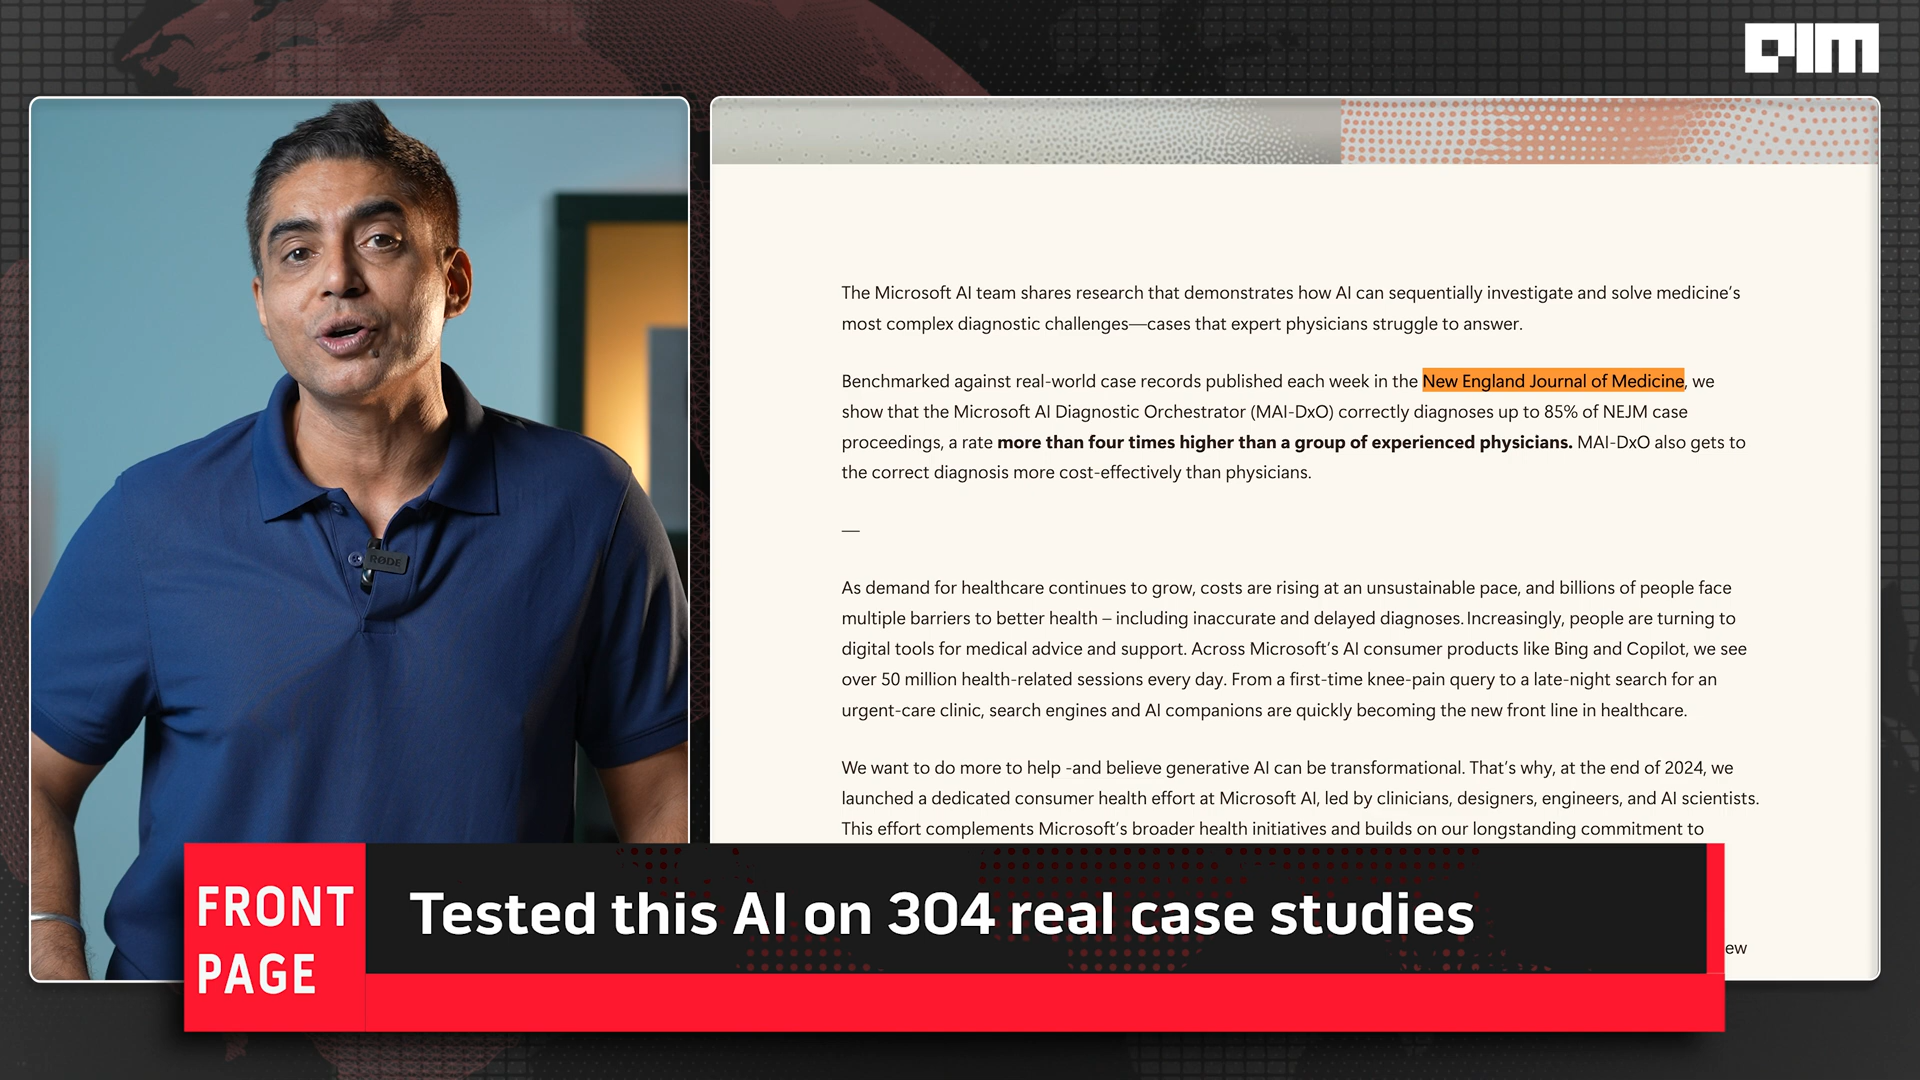 AIM
RØDE
The Microsoft AI team shares research that demonstrates how AI can sequentially investigate and solve medicine’s
most complex diagnostic challenges—cases that expert physicians struggle to answer.
Benchmarked against real-world case records published each week in the New England Journal of Medicine, we
show that the Microsoft AI Diagnostic Orchestrator (MAI-DxO) correctly diagnoses up to 85% of NEJM case
proceedings, a rate more than four times higher than a group of experienced physicians. MAI-DxO also gets to
the correct diagnosis more cost-effectively than physicians.
—
As demand for healthcare continues to grow, costs are rising at an unsustainable pace, and billions of people face
multiple barriers to better health – including inaccurate and delayed diagnoses. Increasingly, people are turning to
digital tools for medical advice and support. Across Microsoft’s AI consumer products like Bing and Copilot, we see
over 50 million health-related sessions every day. From a first-time knee-pain query to a late-night search for an
urgent-care clinic, search engines and AI companions are quickly becoming the new front line in healthcare.
We want to do more to help -and believe generative AI can be transformational. That’s why, at the end of 2024, we
launched a dedicated consumer health effort at Microsoft AI, led by clinicians, designers, engineers, and AI scientists.
This effort complements Microsoft’s broader health initiatives and builds on our longstanding commitment to
ew
FRONT
PAGE
Tested this AI on 304 real case studies